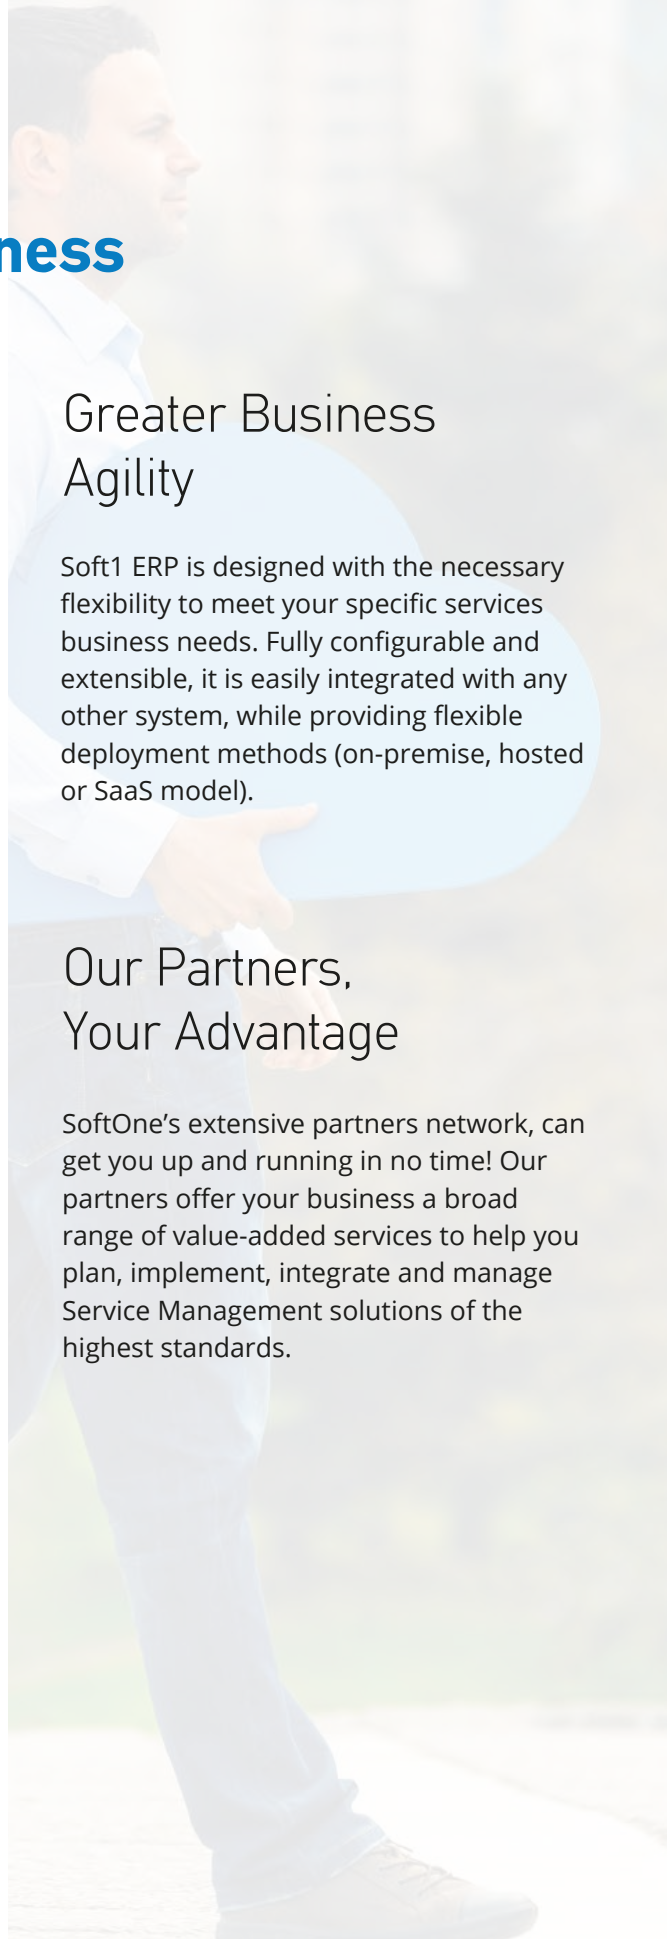 ness
Greater Business
Agility
Soft1 ERP is designed with the necessary
flexibility to meet your specific services
business needs. Fully configurable and
extensible, it is easily integrated with any
other system, while providing flexible
deployment methods (on-premise, hosted
or SaaS model).
Our Partners,
Your Advantage
SoftOne’s extensive partners network, can
get you up and running in no time! Our
partners offer your business a broad
range of value-added services to help you
plan, implement, integrate and manage
Service Management solutions of the
highest standards.